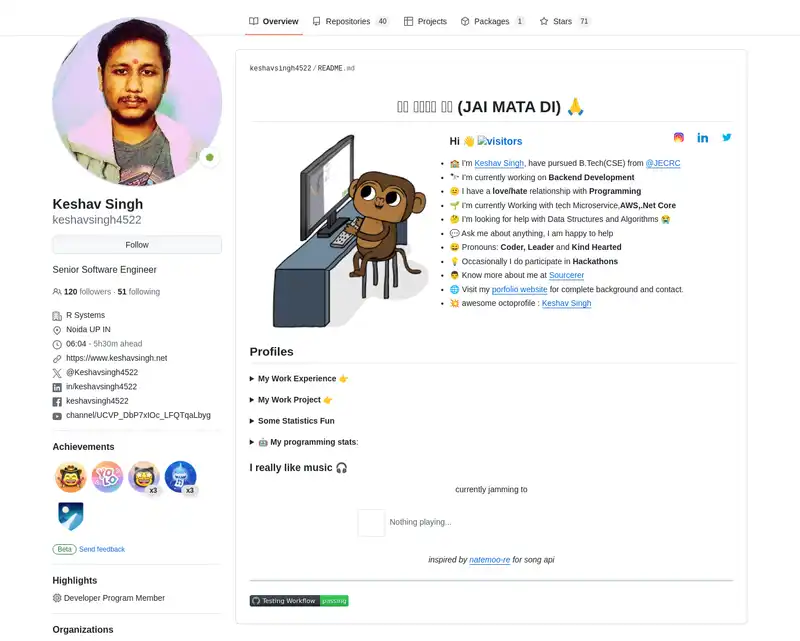 Overview
Repositories 40
Projects
Packages 1
Stars 71
Keshav Singh
keshavsingh4522
Follow
Senior Software Engineer
120 followers · 51 following
R Systems
Noida UP IN
06:04 - 5h30m ahead
https://www.keshavsingh.net
@Keshavsingh4522
in/keshavsingh4522
keshavsingh4522
channel/UCVP_DbP7xIOc_LFQTqaLbyg
Achievements
YOLO
x3
x3
Beta Send feedback
Highlights
Developer Program Member
Organizations
keshavsingh4522/README.md
(JAI MATA DI) 🙏
Hi 👋 visitors
🏫 I'm Keshav Singh, have pursued B.Tech(CSE) from @JECRC
🔭 I'm currently working on Backend Development
😐 I have a love/hate relationship with Programming
🌱 I'm currently Working with tech Microservice,AWS,.Net Core
🤔 I'm looking for help with Data Structures and Algorithms 😭
💬 Ask me about anything, I am happy to help
😄 Pronouns: Coder, Leader and Kind Hearted
💡 Occasionally I do participate in Hackathons
👨 Know more about me at Sourcerer
🌐 Visit my porfolio website for complete background and contact.
💥 awesome octoprofile : Keshav Singh
Profiles
My Work Experience 👉
My Work Project 👉
Some Statistics Fun
🤖 My programming stats:
I really like music 🎧
currently jamming to
Nothing playing...
inspired by natemoo-re for song api
Testing Workflow passing